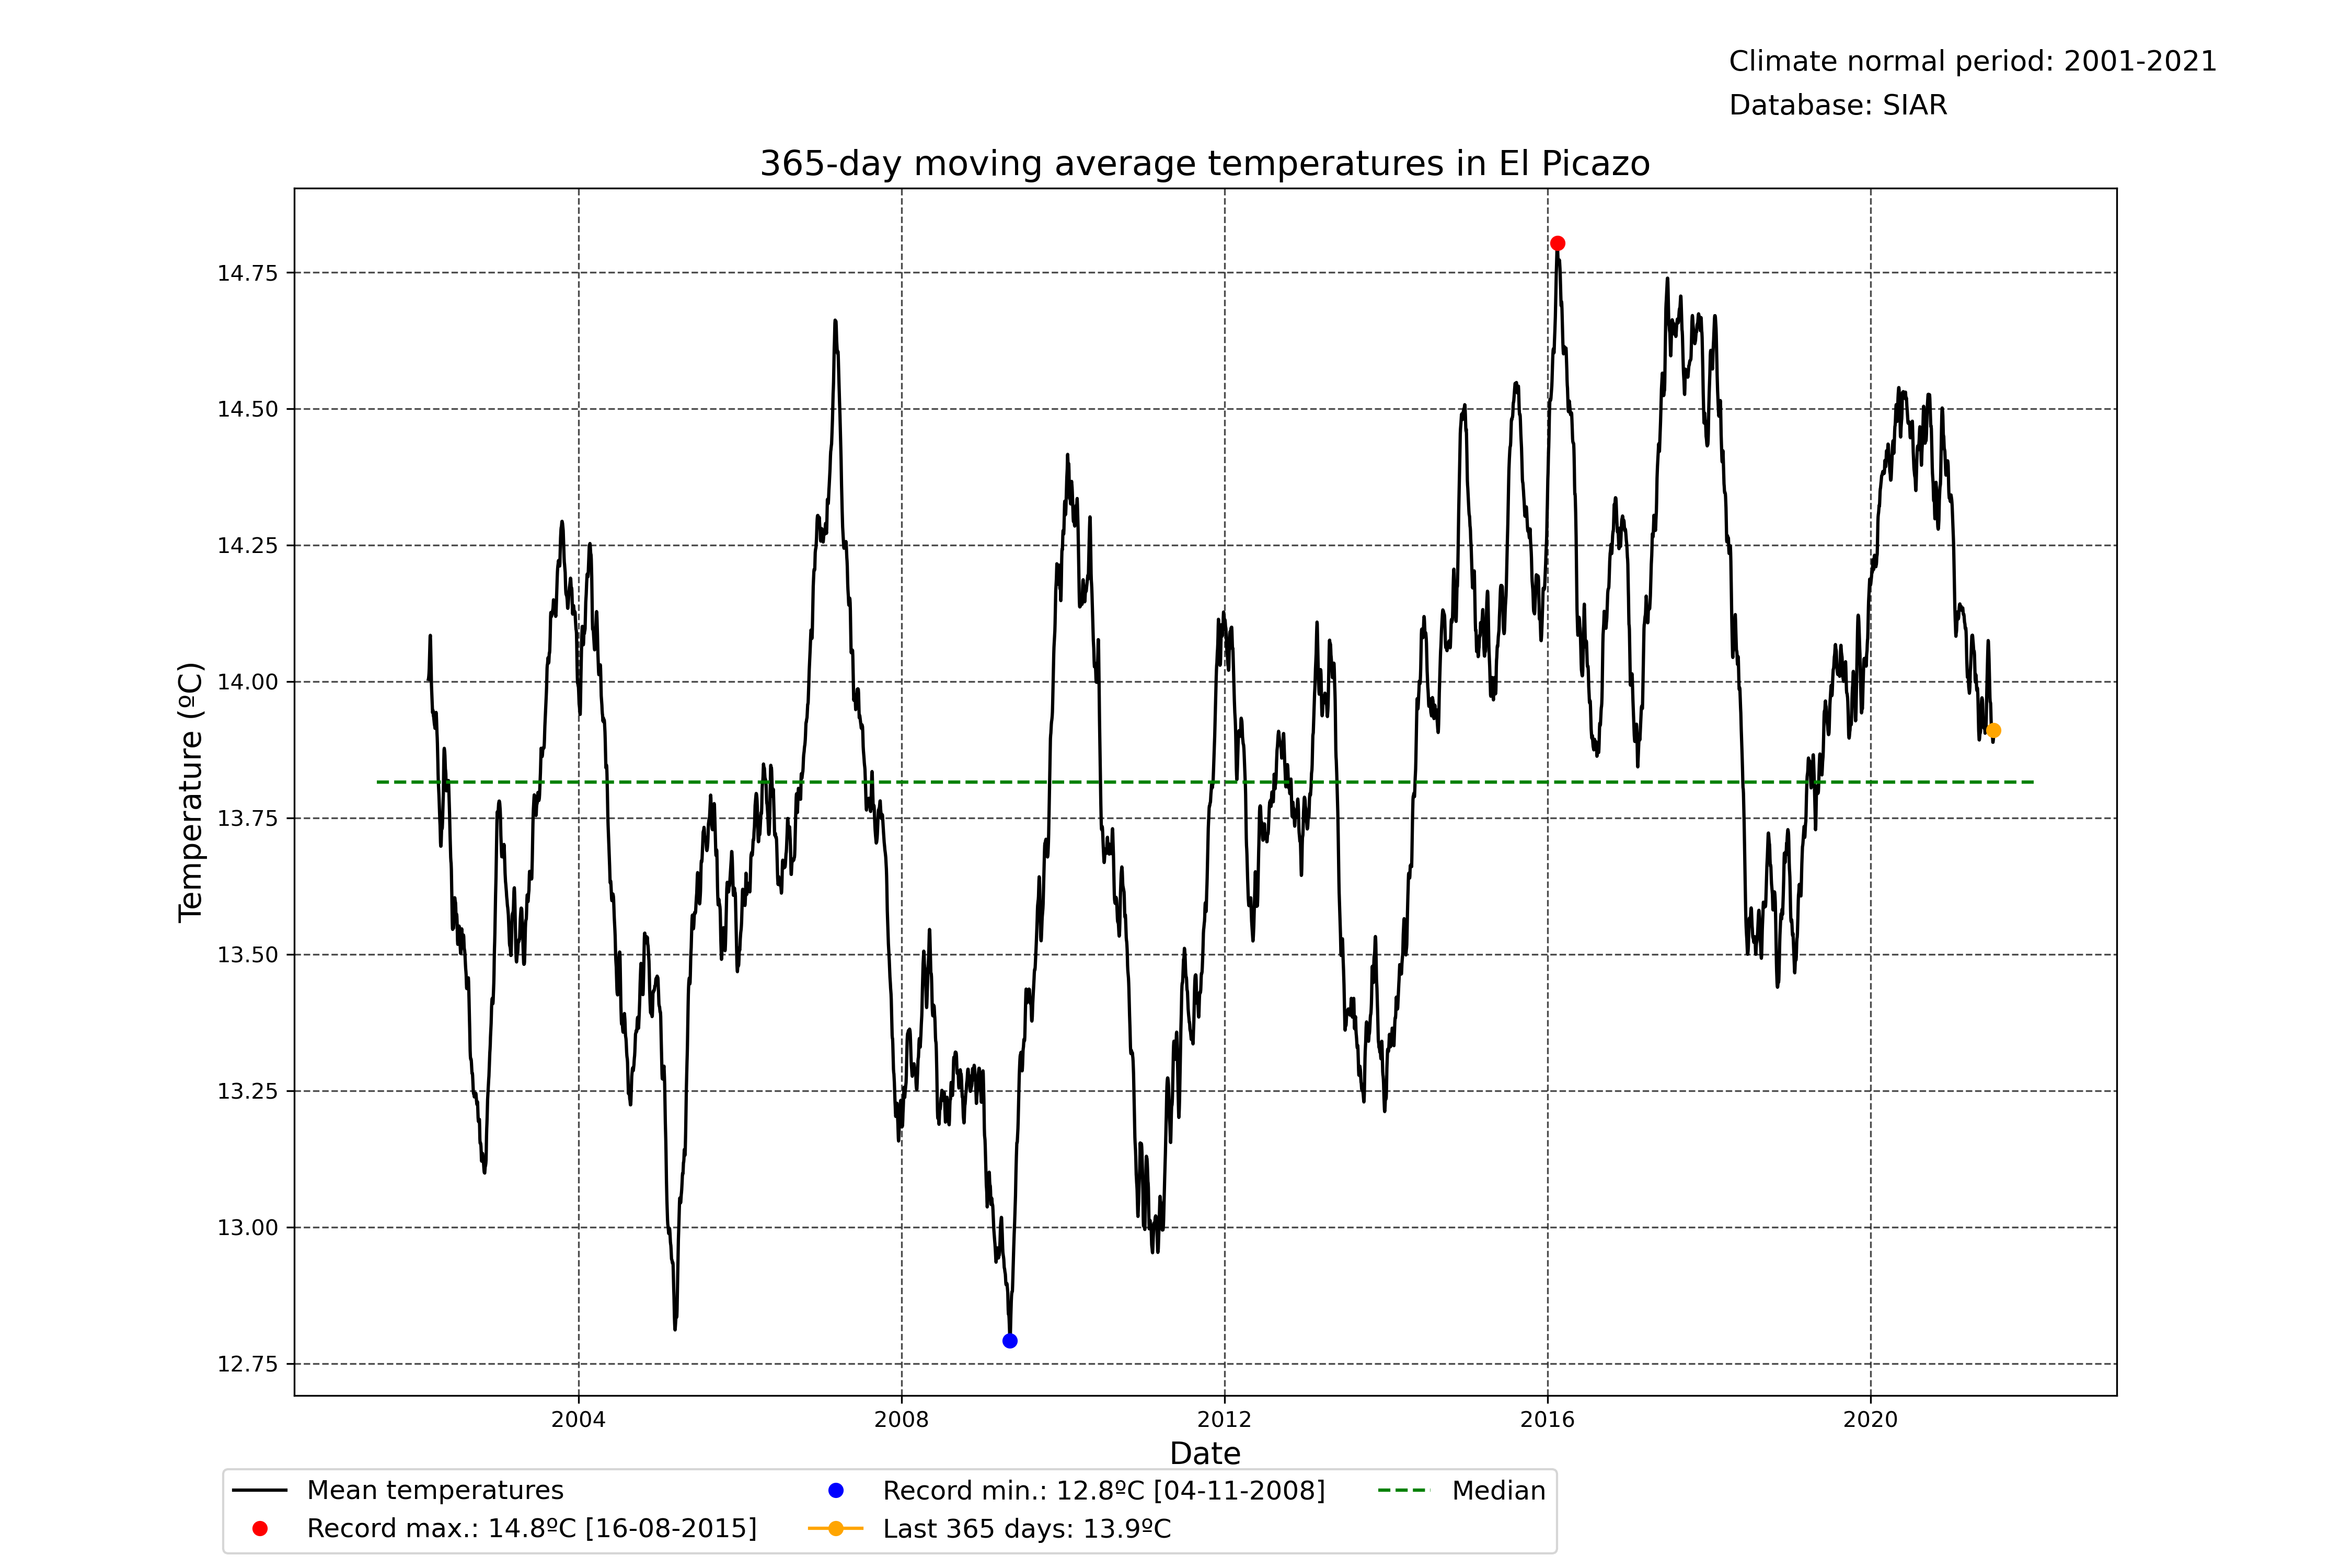 Climate normal period: 2001-2021
Database: SIAR
365-day moving average temperatures in El Picazo
Temperature (ºC)
14.75
14.50
14.25
14.00
13.75
13.50
13.25
13.00
12.75
2004 2008 2012 2016 2020
Date
Mean temperatures
Record max.: 14.8ºC [16-08-2015]
Record min.: 12.8ºC [04-11-2008]
Last 365 days: 13.9ºC
Median